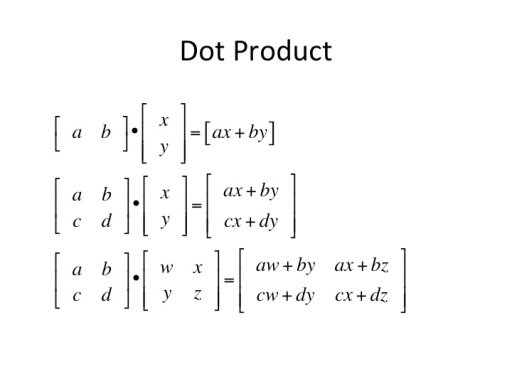 Dot Product
[ a b ] • [ x ; y ] = [ax + by]
[ a b ; c d ] • [ x ; y ] = [ ax + by ; cx + dy ]
[ a b ; c d ] • [ w x ; y z ] = [ aw + by ax + bz ; cw + dy cx + dz ]